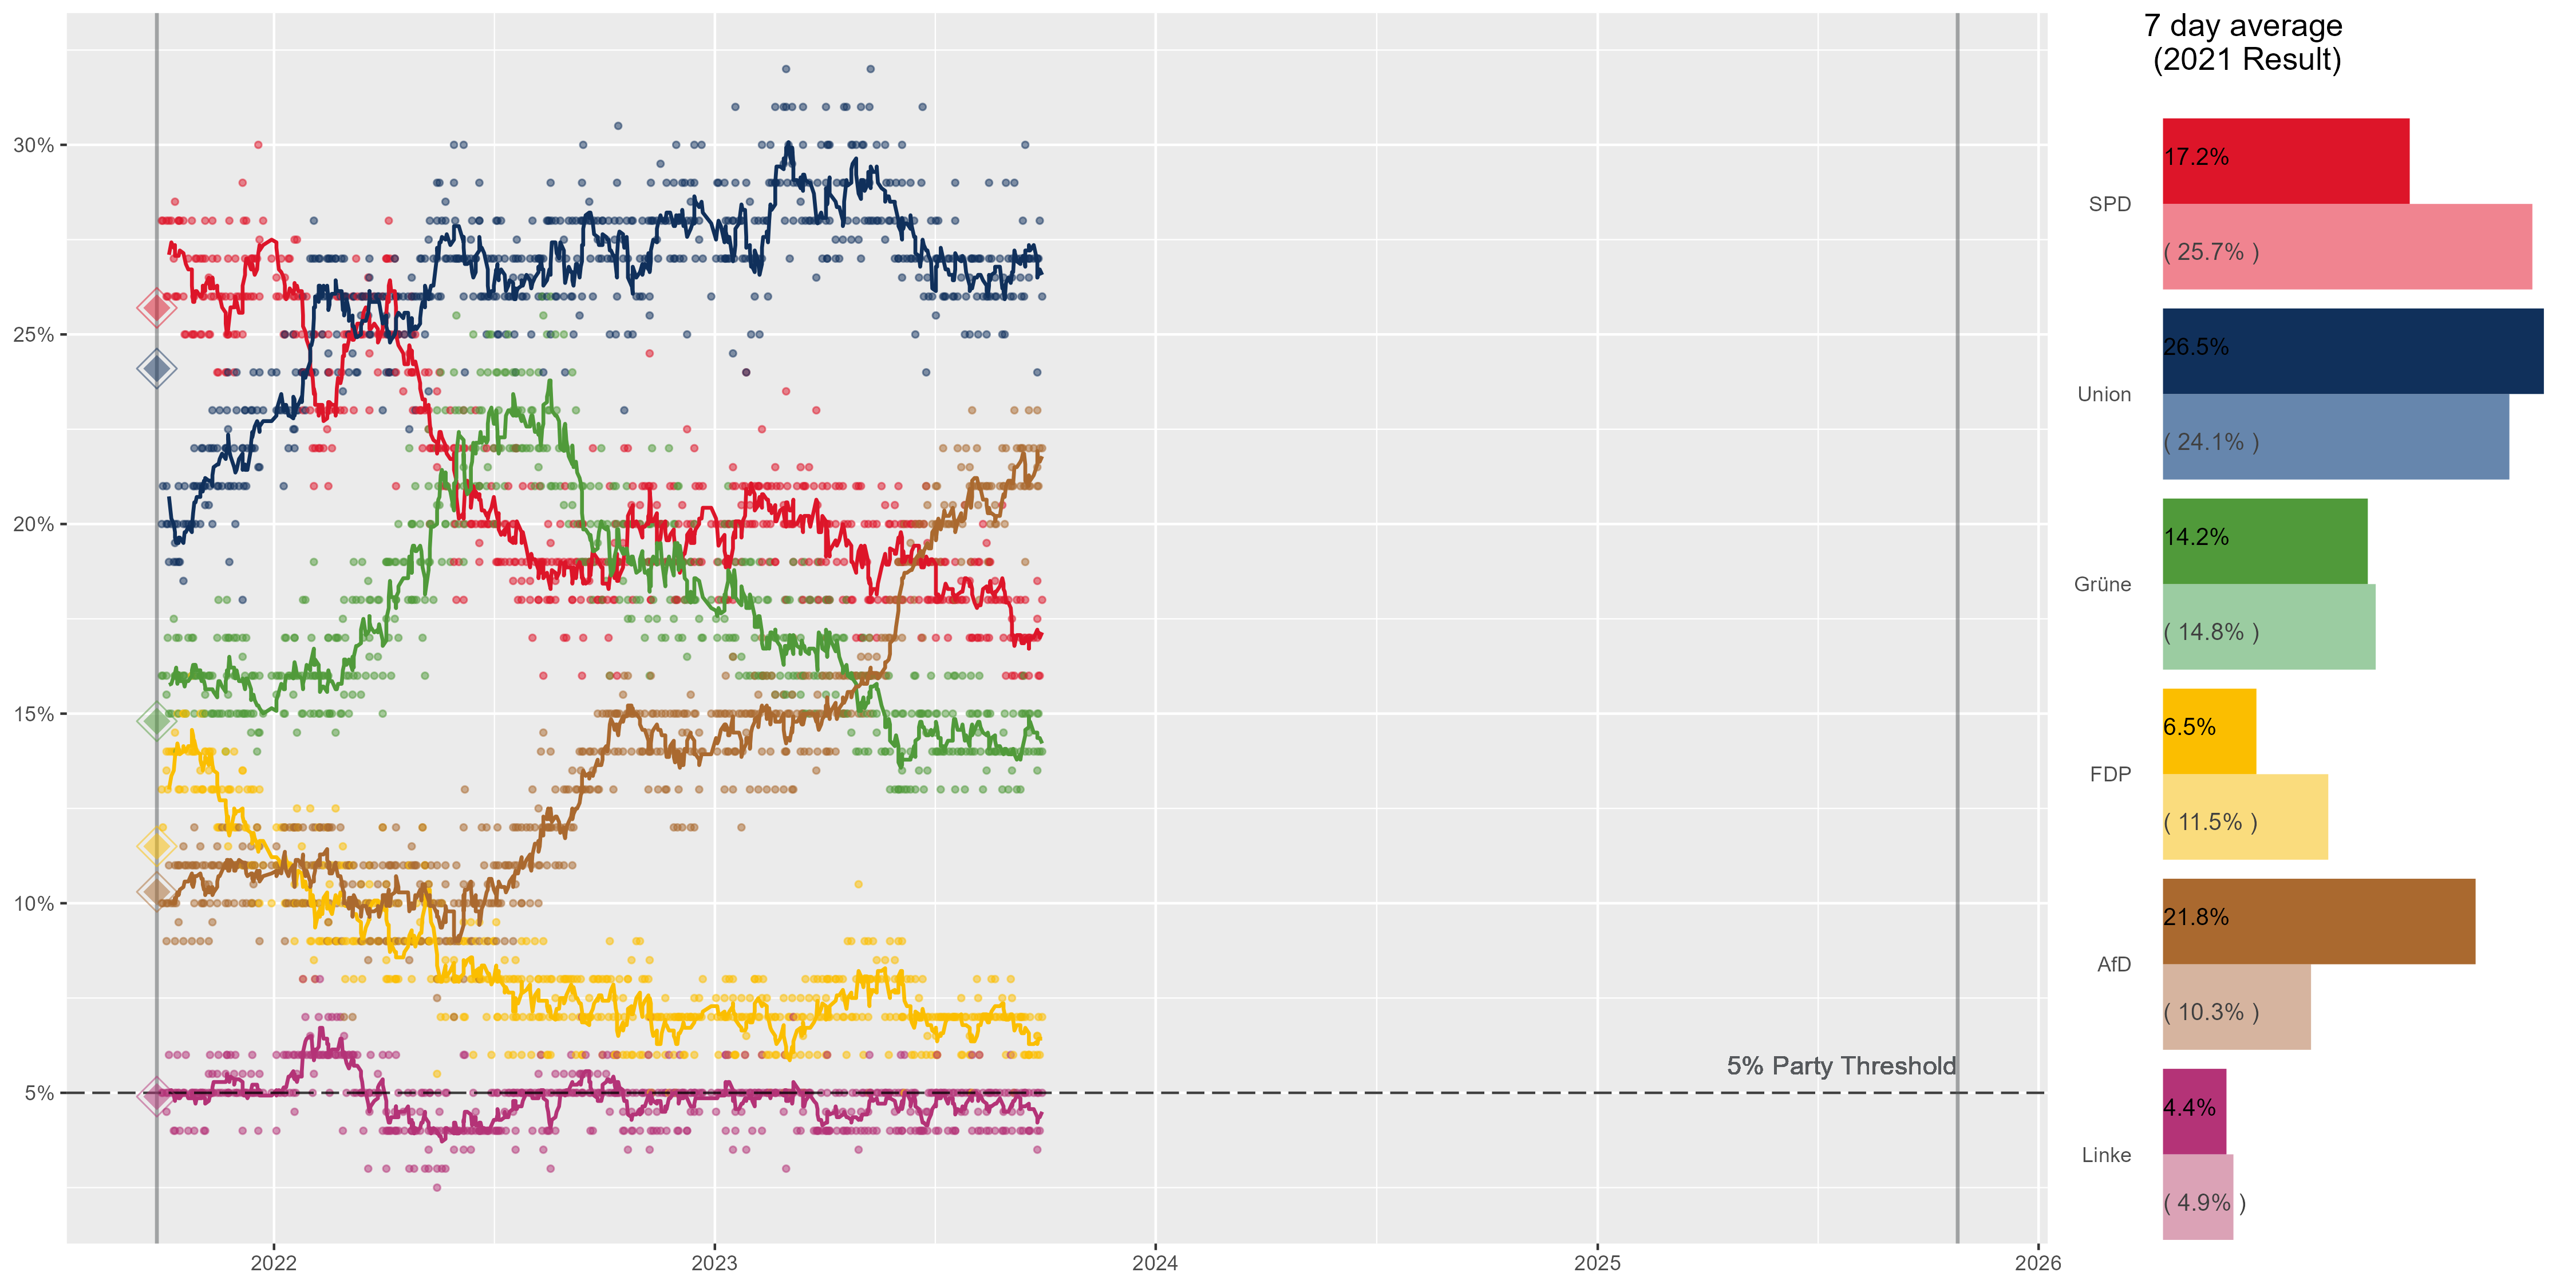 7 day average
(2021 Result)
30%
25%
20%
15%
10%
5%
5% Party Threshold
2022
2023
2024
2025
2026
SPD
17.2%
( 25.7% )
Union
26.5%
( 24.1% )
Grüne
14.2%
( 14.8% )
FDP
6.5%
( 11.5% )
AfD
21.8%
( 10.3% )
Linke
4.4%
( 4.9% )